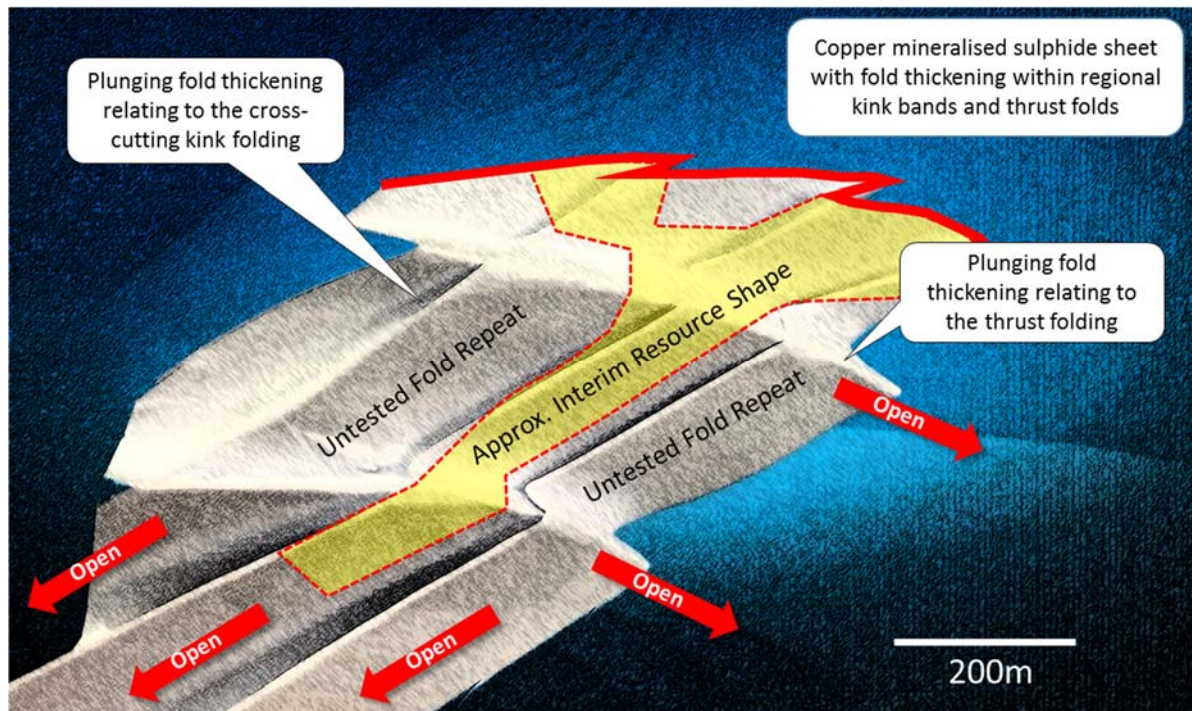 Copper mineralised sulphide sheet
with fold thickening within regional
kink bands and thrust folds
Plunging fold thickening
relating to the cross-
cutting kink folding
Plunging fold
thickening relating to
the thrust folding
Untested Fold Repeat
Approx. Interim Resource Shape
Untested Fold Repeat
Open
Open
Open
Open
Open
200m